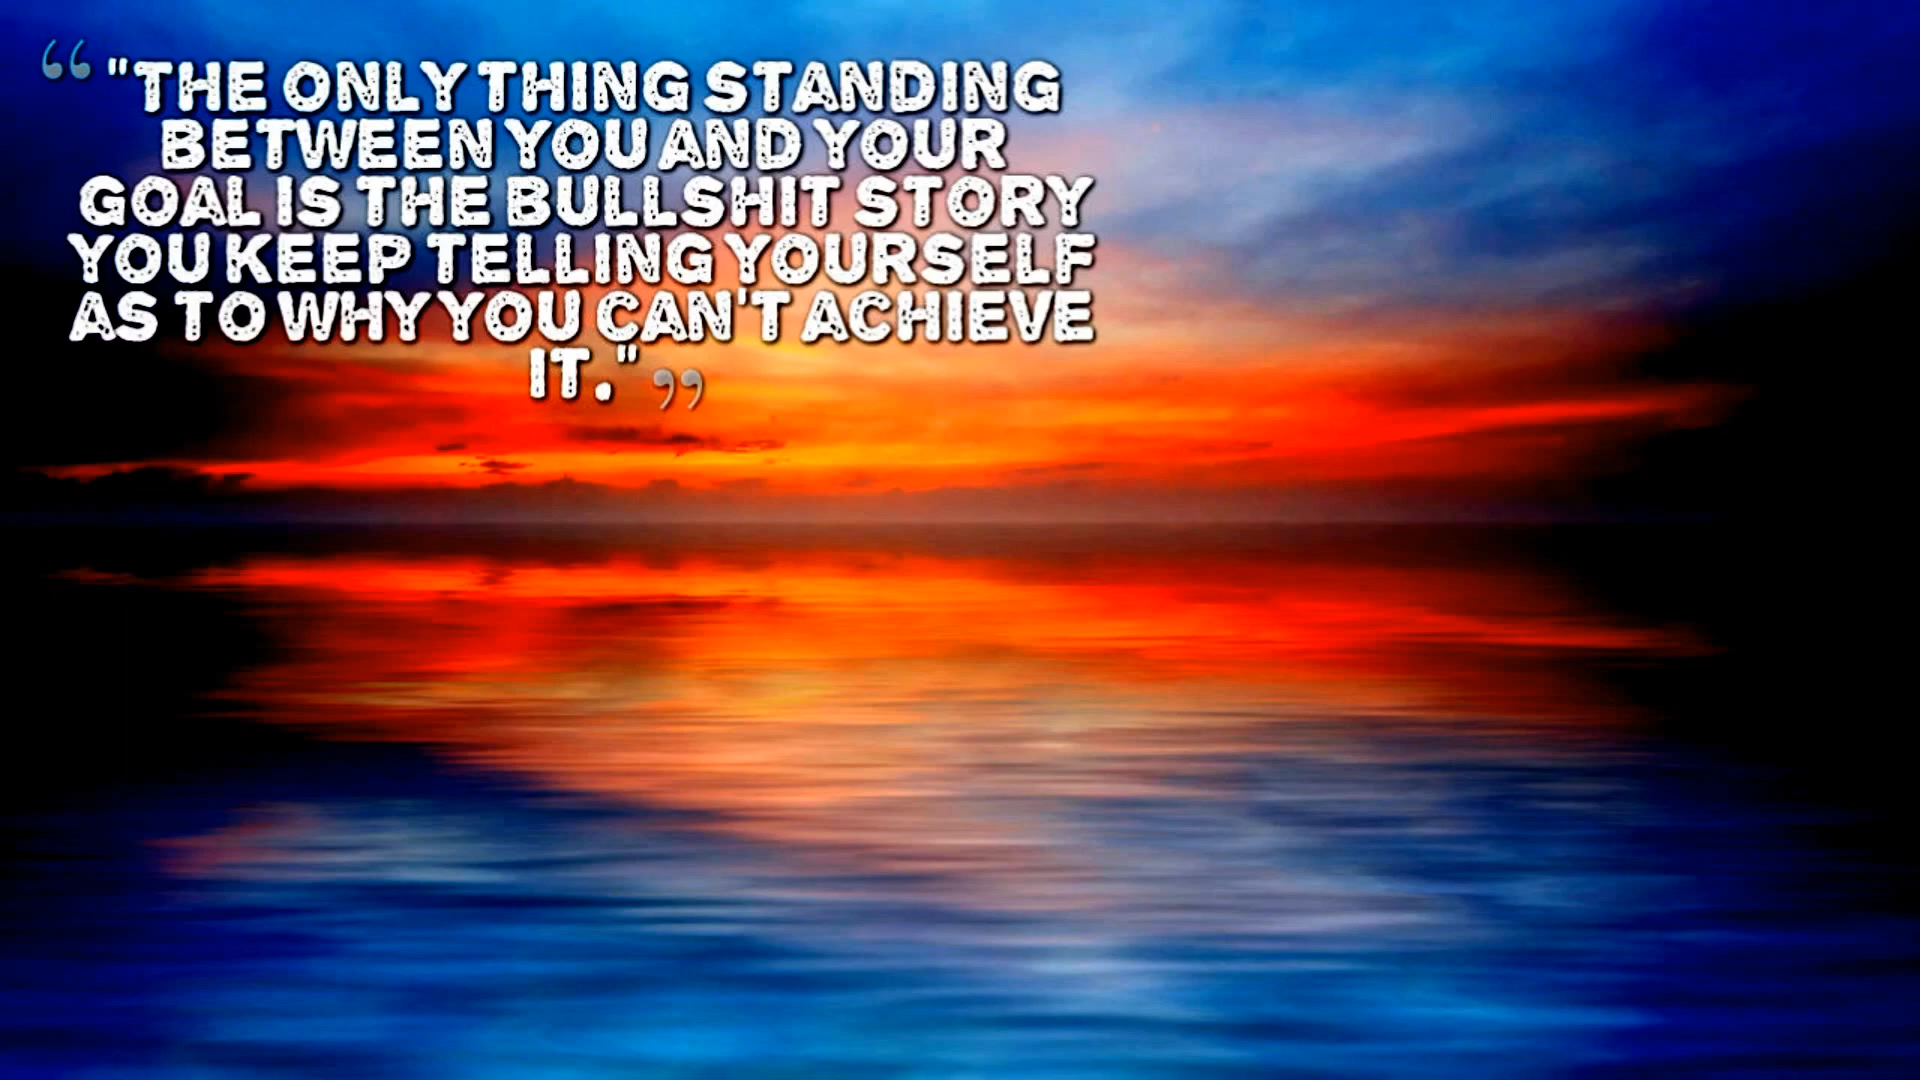 “ "THE ONLY THING STANDING
BETWEEN YOU AND YOUR
GOAL IS THE BULLSHIT STORY
YOU KEEP TELLING YOURSELF
AS TO WHY YOU CAN'T ACHIEVE
IT." ”